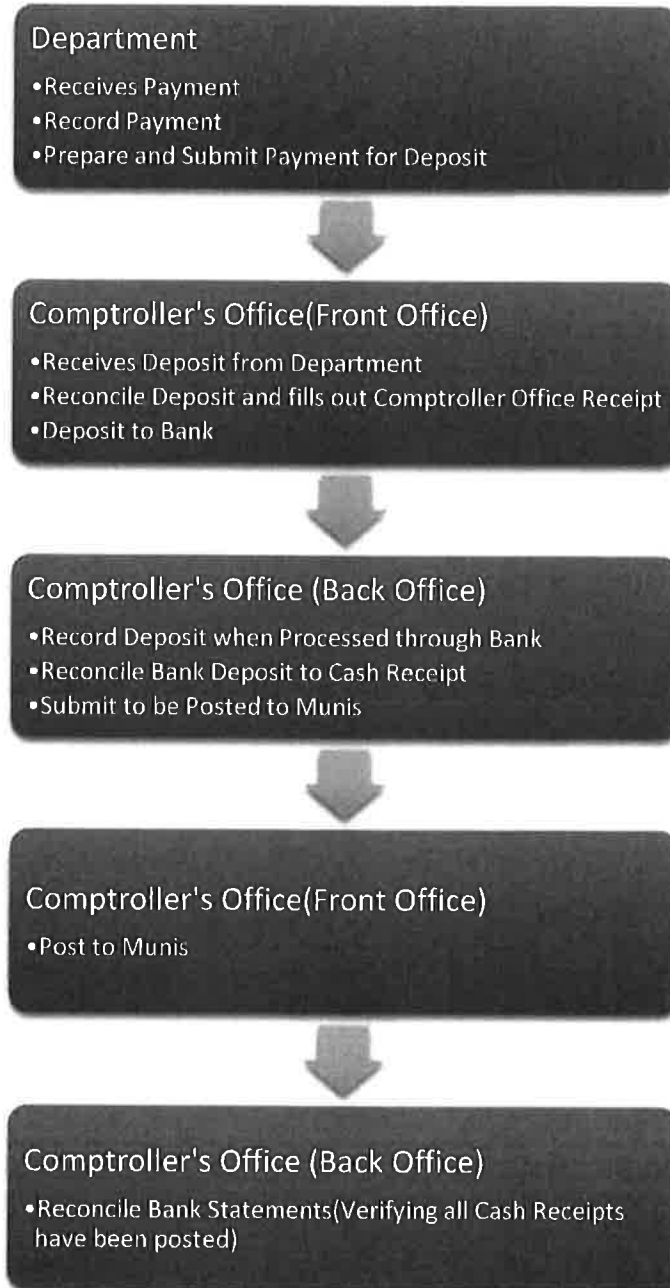 Department
•Receives Payment
•Record Payment
•Prepare and Submit Payment for Deposit
Comptroller's Office(Front Office)
•Receives Deposit from Department
•Reconcile Deposit and fills out Comptroller Office Receipt
•Deposit to Bank
Comptroller's Office (Back Office)
•Record Deposit when Processed through Bank
•Reconcile Bank Deposit to Cash Receipt
•Submit to be Posted to Munis
Comptroller's Office(Front Office)
•Post to Munis
Comptroller's Office (Back Office)
•Reconcile Bank Statements(Verifying all Cash Receipts
have been posted)